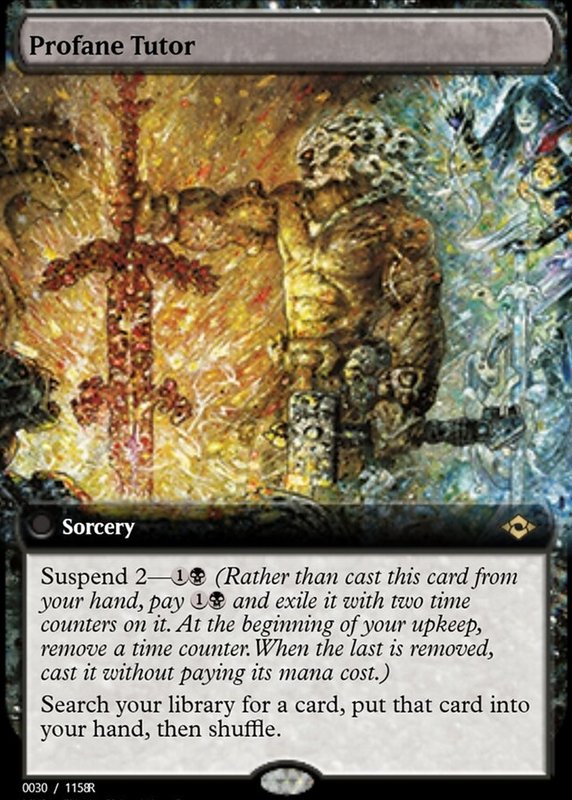 Profane Tutor
Sorcery
Suspend 2—1 (Rather than cast this card from
your hand, pay 1 and exile it with two time
counters on it. At the beginning of your upkeep,
remove a time counter. When the last is removed,
cast it without paying its mana cost.)
Search your library for a card, put that card into
your hand, then shuffle.
0030 / 1158R